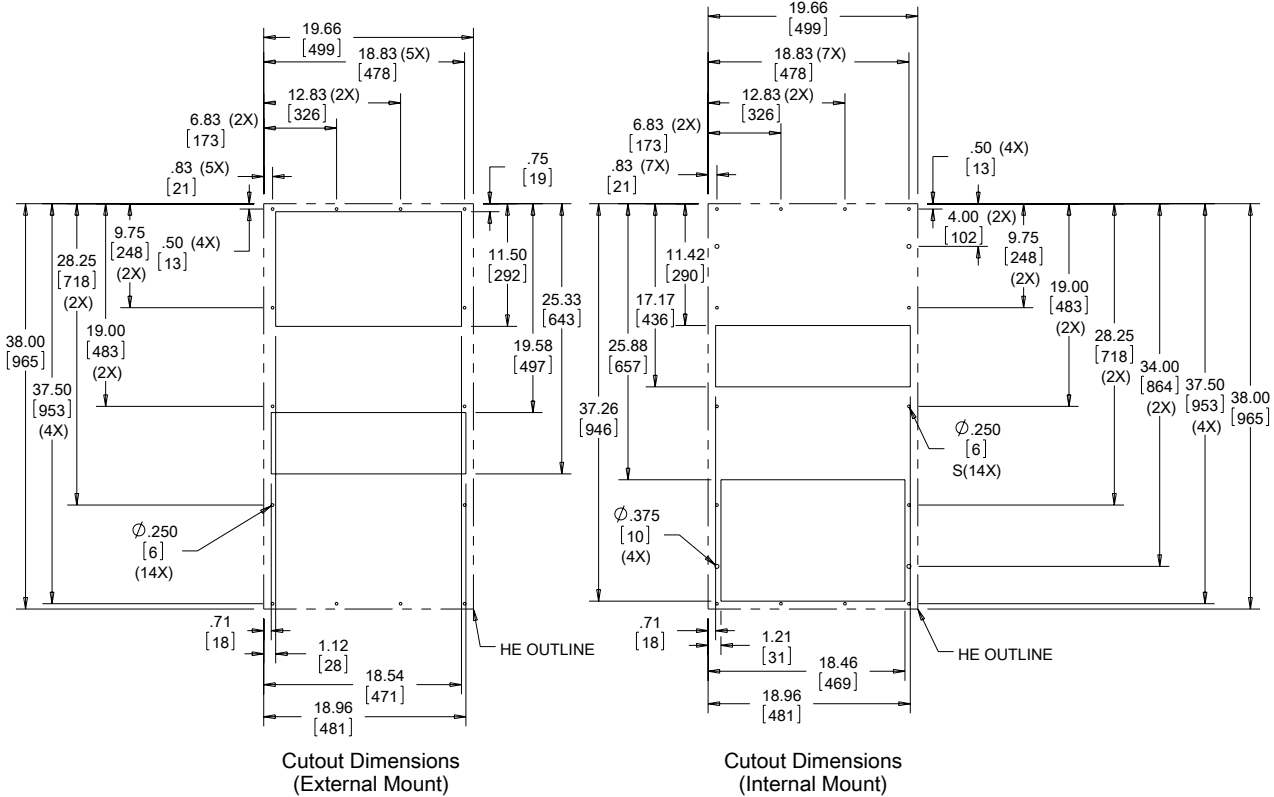 19.66
[499]
18.83 (5X)
[478]
12.83 (2X)
[326]
6.83 (2X)
[173]
.83 (5X)
[21]
.75
[19]
9.75
[248]
(2X)
.50 (4X)
[13]
28.25
[718]
(2X)
19.00
[483]
(2X)
38.00
[965]
37.50
[953]
(4X)
11.50
[292]
25.33
[643]
19.58
[497]
Ø.250
[6]
(14X)
.71
[18]
1.12
[28]
HE OUTLINE
18.54
[471]
18.96
[481]
Cutout Dimensions
(External Mount)
19.66
[499]
18.83 (7X)
[478]
12.83 (2X)
[326]
6.83 (2X)
[173]
.83 (7X)
[21]
.50 (4X)
[13]
4.00 (2X)
[102]
9.75
[248]
(2X)
11.42
[290]
17.17
[436]
25.88
[657]
37.26
[946]
19.00
[483]
(2X)
28.25
[718]
(2X)
34.00
[864]
(2X)
37.50
[953]
(4X)
38.00
[965]
Ø.250
[6]
S(14X)
Ø.375
[10]
(4X)
.71
[18]
1.21
[31]
HE OUTLINE
18.46
[469]
18.96
[481]
Cutout Dimensions
(Internal Mount)